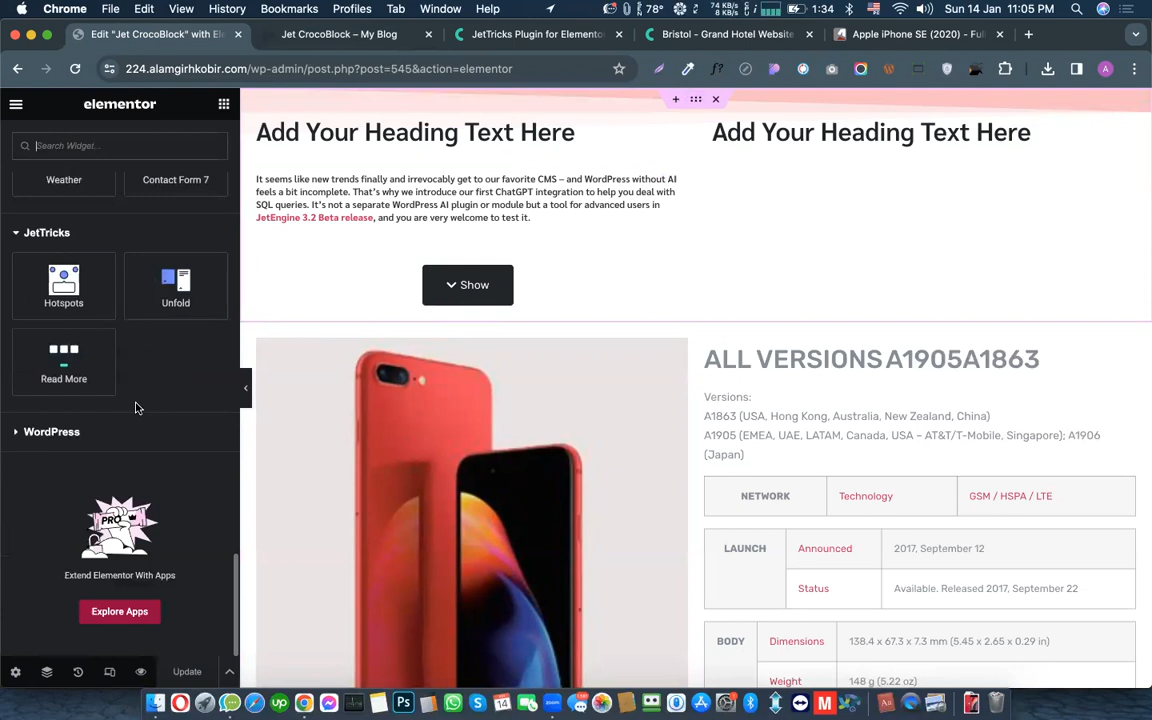 Chrome File Edit View History Bookmarks Profiles Tab Window Help 78° 74 KB/s 8 KB/s 1:34 Sun 14 Jan 11:05 PM
Edit "Jet CrocoBlock" with El
Jet CrocoBlock – My Blog
JetTricks Plugin for Elemento
Bristol - Grand Hotel Website
Apple iPhone SE (2020) - Full
224.alamgirhkobir.com/wp-admin/post.php?post=545&action=elementor
elementor
Search Widget...
Weather
Contact Form 7
JetTricks
Hotspots
Unfold
Read More
WordPress
PRO
Extend Elementor With Apps
Explore Apps
Update
Add Your Heading Text Here
It seems like new trends finally and irrevocably get to our favorite CMS – and WordPress without AI
feels a bit incomplete. That's why we introduce our first ChatGPT integration to help you deal with
SQL queries. It's not a separate WordPress AI plugin or module but a tool for advanced users in
JetEngine 3.2 Beta release, and you are very welcome to test it.
Show
Add Your Heading Text Here
ALL VERSIONS A1905A1863
Versions:
A1863 (USA, Hong Kong, Australia, New Zealand, China)
A1905 (EMEA, UAE, LATAM, Canada, USA – AT&T/T-Mobile, Singapore); A1906
(Japan)
NETWORK Technology GSM / HSPA / LTE
LAUNCH Announced 2017, September 12
Status Available. Released 2017, September 22
BODY Dimensions 138.4 x 67.3 x 7.3 mm (5.45 x 2.65 x 0.29 in)
Weight 148 g (5.22 oz)